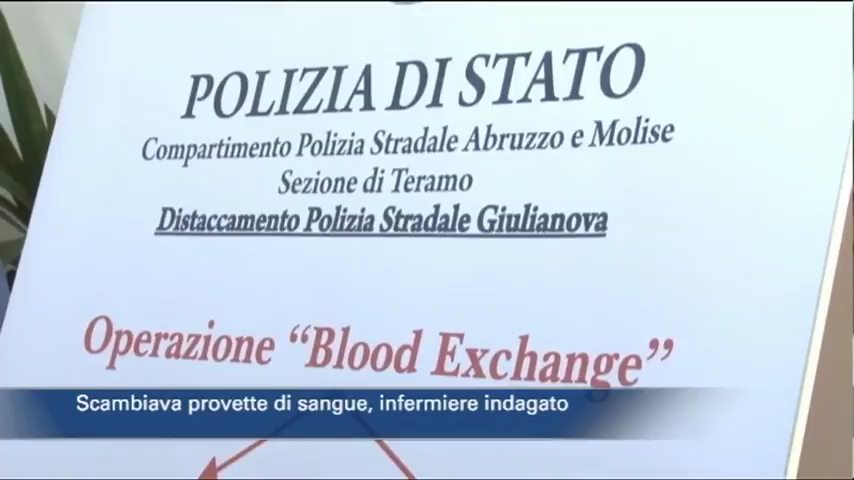 POLIZIA DI STATO
Compartimento Polizia Stradale Abruzzo e Molise
Sezione di Teramo
Distaccamento Polizia Stradale Giulianova
Operazione “Blood Exchange”
Scambiava provette di sangue, infermiere indagato